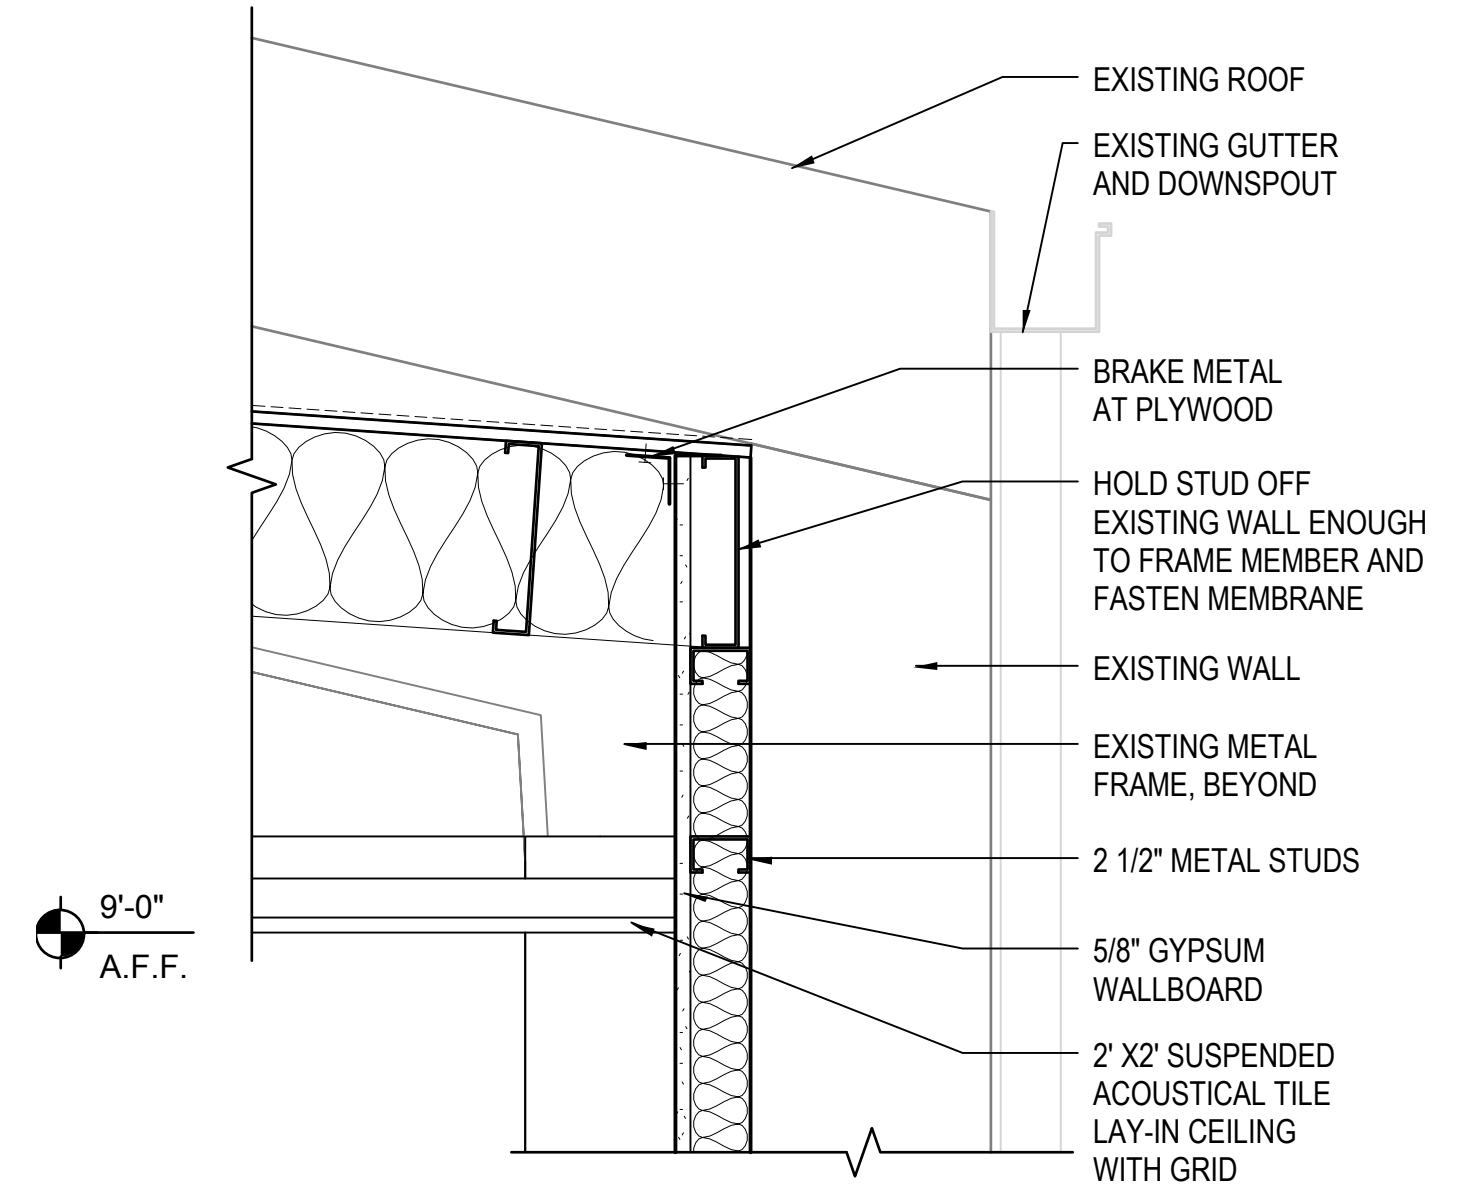 EXISTING ROOF
EXISTING GUTTER
AND DOWNSPOUT
BRAKE METAL
AT PLYWOOD
HOLD STUD OFF
EXISTING WALL ENOUGH
TO FRAME MEMBER AND
FASTEN MEMBRANE
EXISTING WALL
EXISTING METAL
FRAME, BEYOND
2 1/2" METAL STUDS
9'-0"
A.F.F.
5/8" GYPSUM
WALLBOARD
2' X2' SUSPENDED
ACOUSTICAL TILE
LAY-IN CEILING
WITH GRID